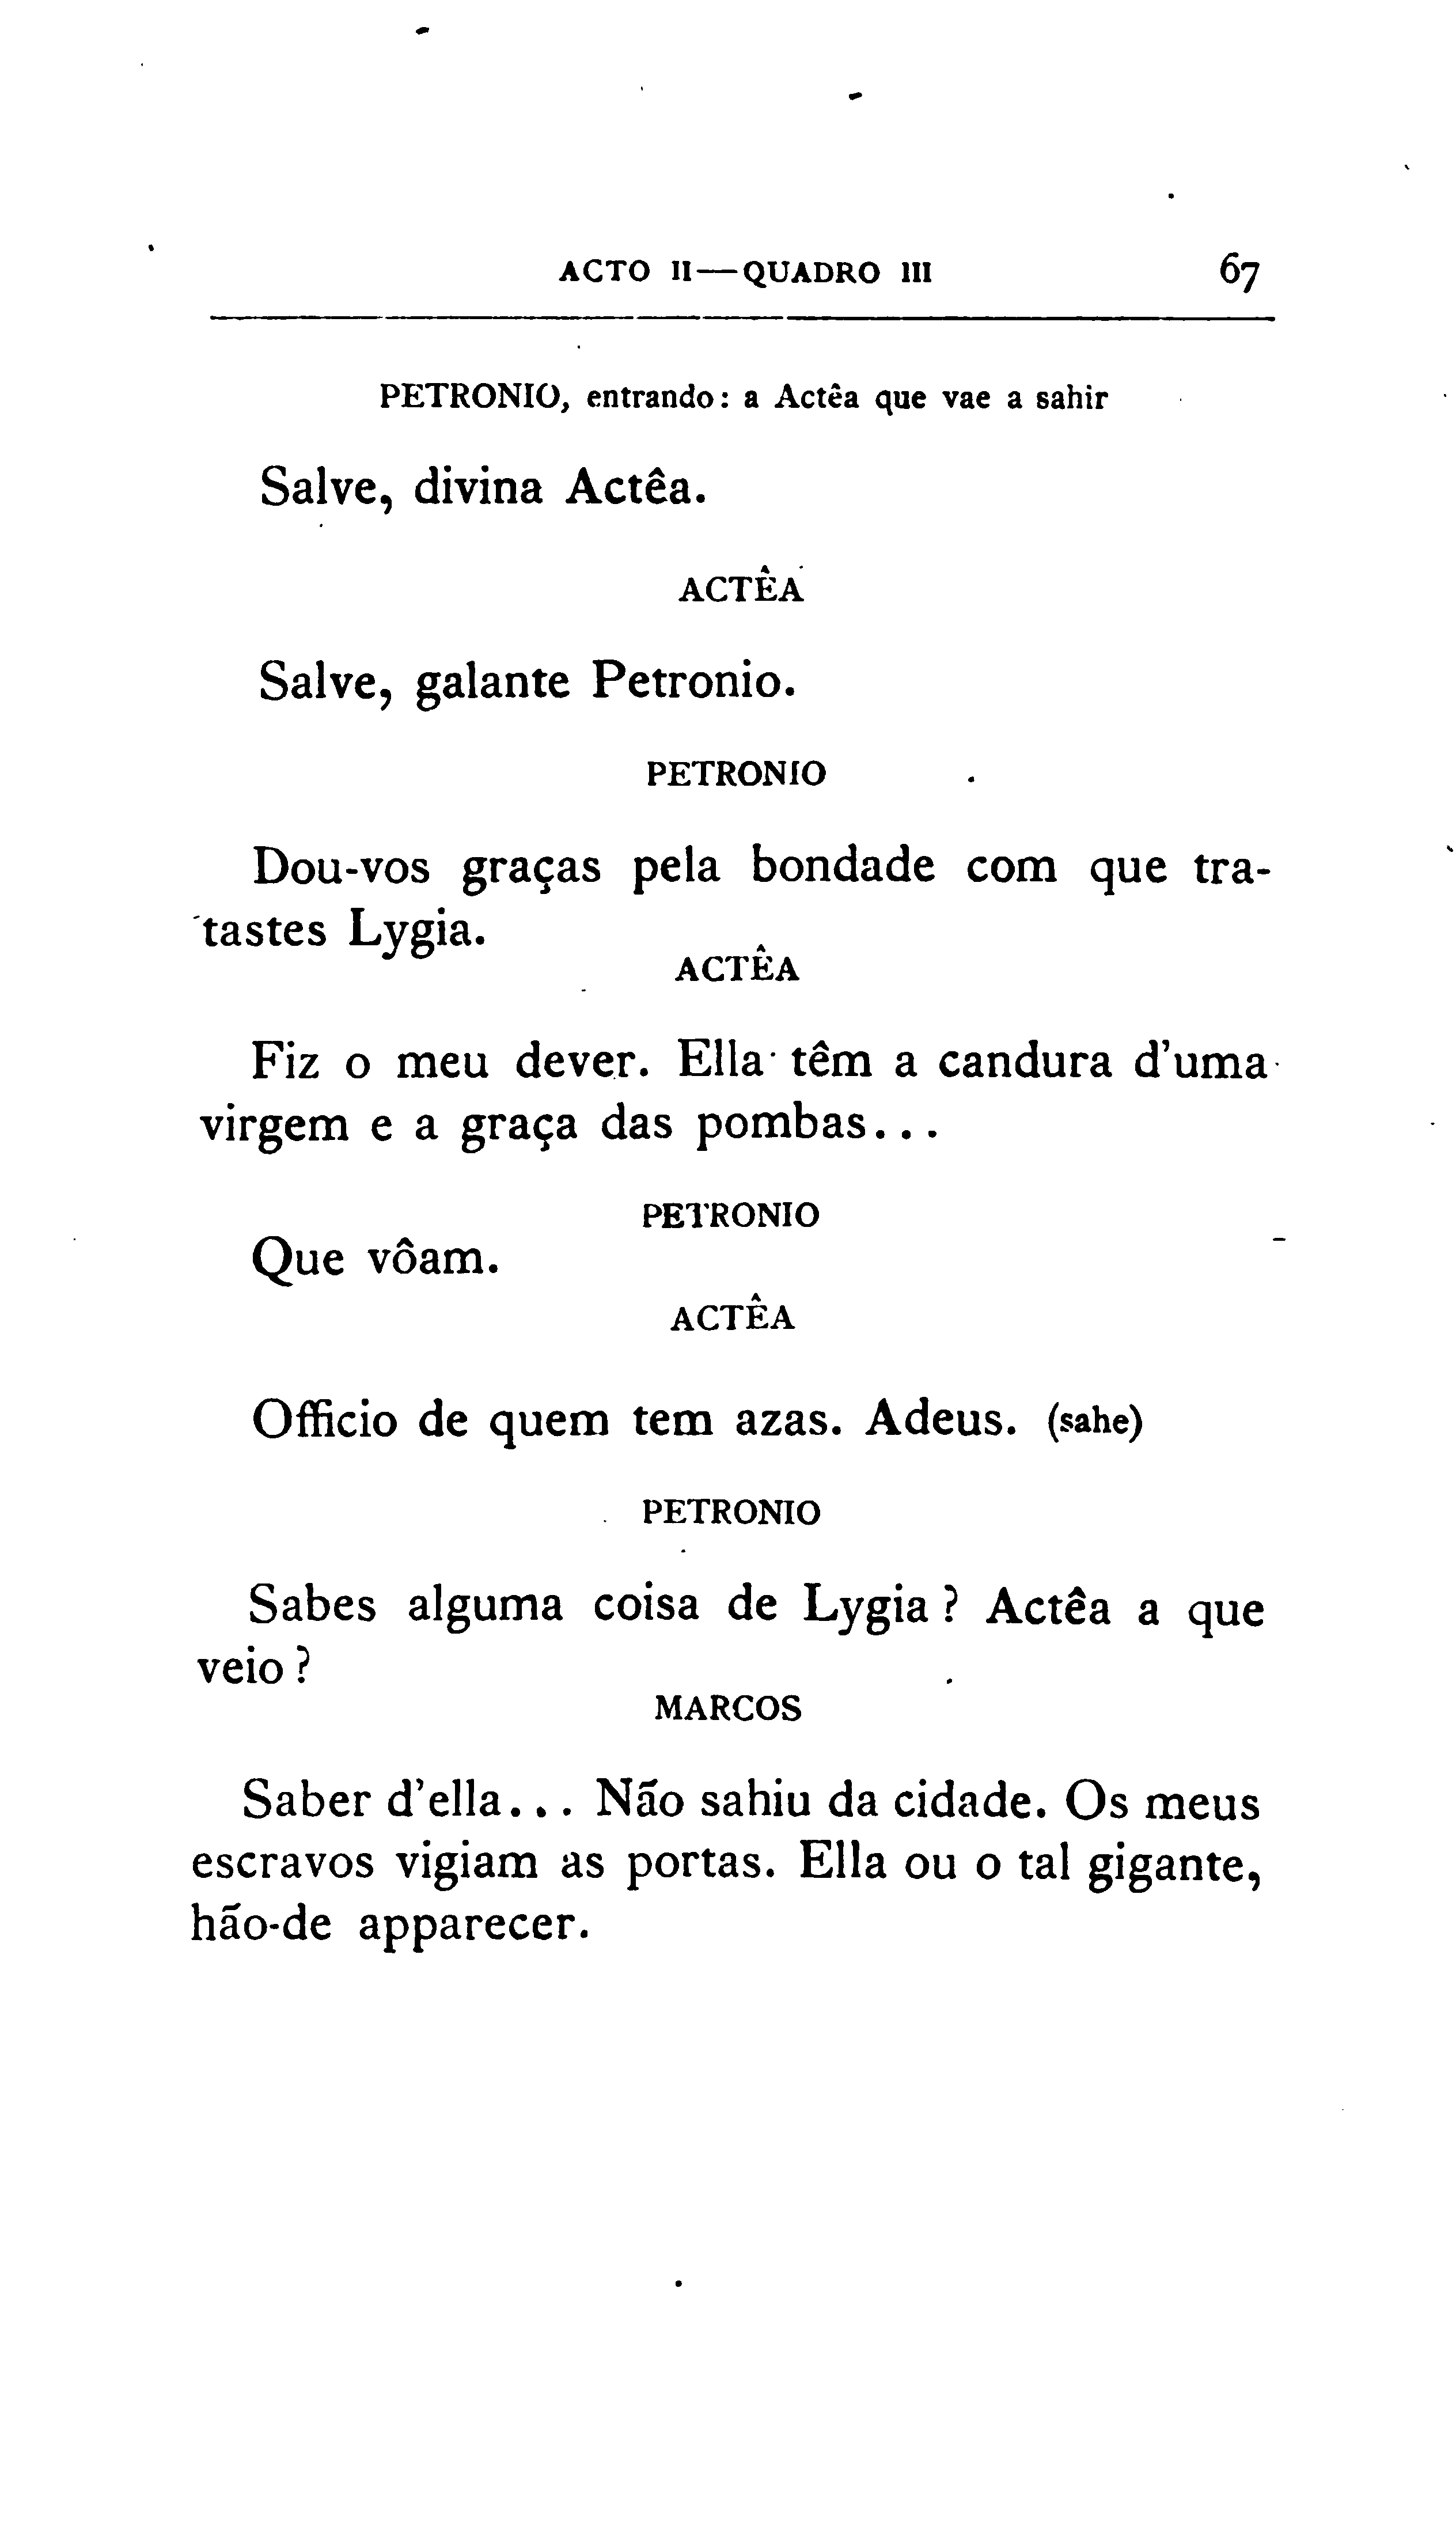 ACTO II—QUADRO III 67
PETRONIO, entrando: a Actêa que vae a sahir
Salve, divina Actêa.
ACTÊA
Salve, galante Petronio.
PETRONIO
Dou-vos graças pela bondade com que tra-
tastes Lygia.
ACTÊA
Fiz o meu dever. Ella têm a candura d'uma
virgem e a graça das pombas...
PETRONIO
Que vôam.
ACTÊA
Officio de quem tem azas. Adeus. (sahe)
PETRONIO
Sabes alguma coisa de Lygia? Actêa a que
veio?
MARCOS
Saber d'ella... Não sahiu da cidade. Os meus
escravos vigiam as portas. Ella ou o tal gigante,
hão-de apparecer.